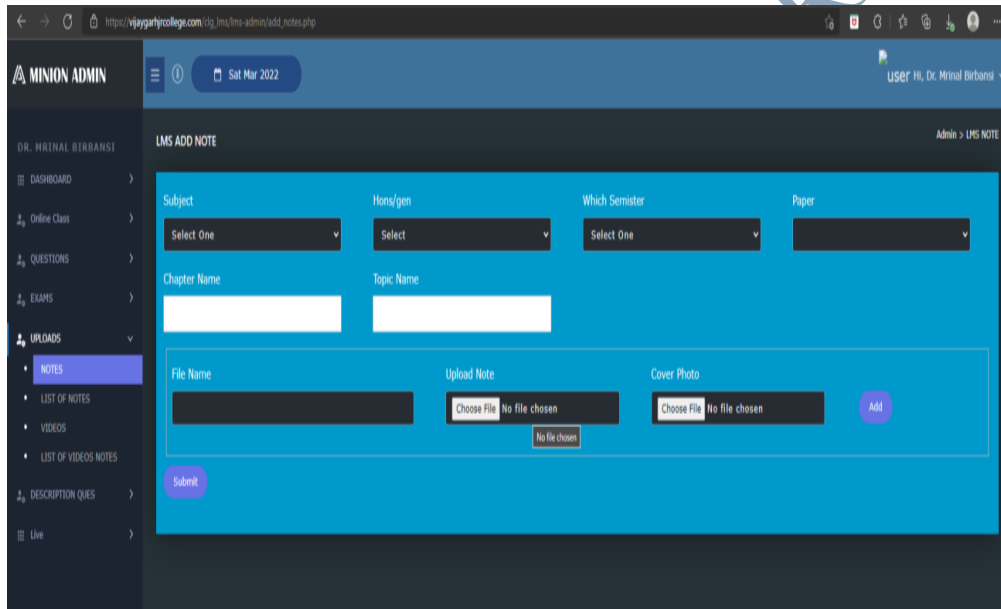 https://vijaygarhjrcollege.com/clg_lms/lms-admin/add_notes.php
MINION ADMIN
Sat Mar 2022
user Hi, Dr. Mrinal Birbansi
DR. MRINAL BIRBANSI
DASHBOARD
Online Class
QUESTIONS
EXAMS
UPLOADS
NOTES
LIST OF NOTES
VIDEOS
LIST OF VIDEOS NOTES
DESCRIPTION QUES
Live
LMS ADD NOTE
Admin > LMS NOTE
Subject Hons/gen Which Semister Paper
Select One Select Select One
Chapter Name Topic Name
File Name Upload Note Cover Photo
Choose File No file chosen Choose File No file chosen Add
No file chosen
Submit